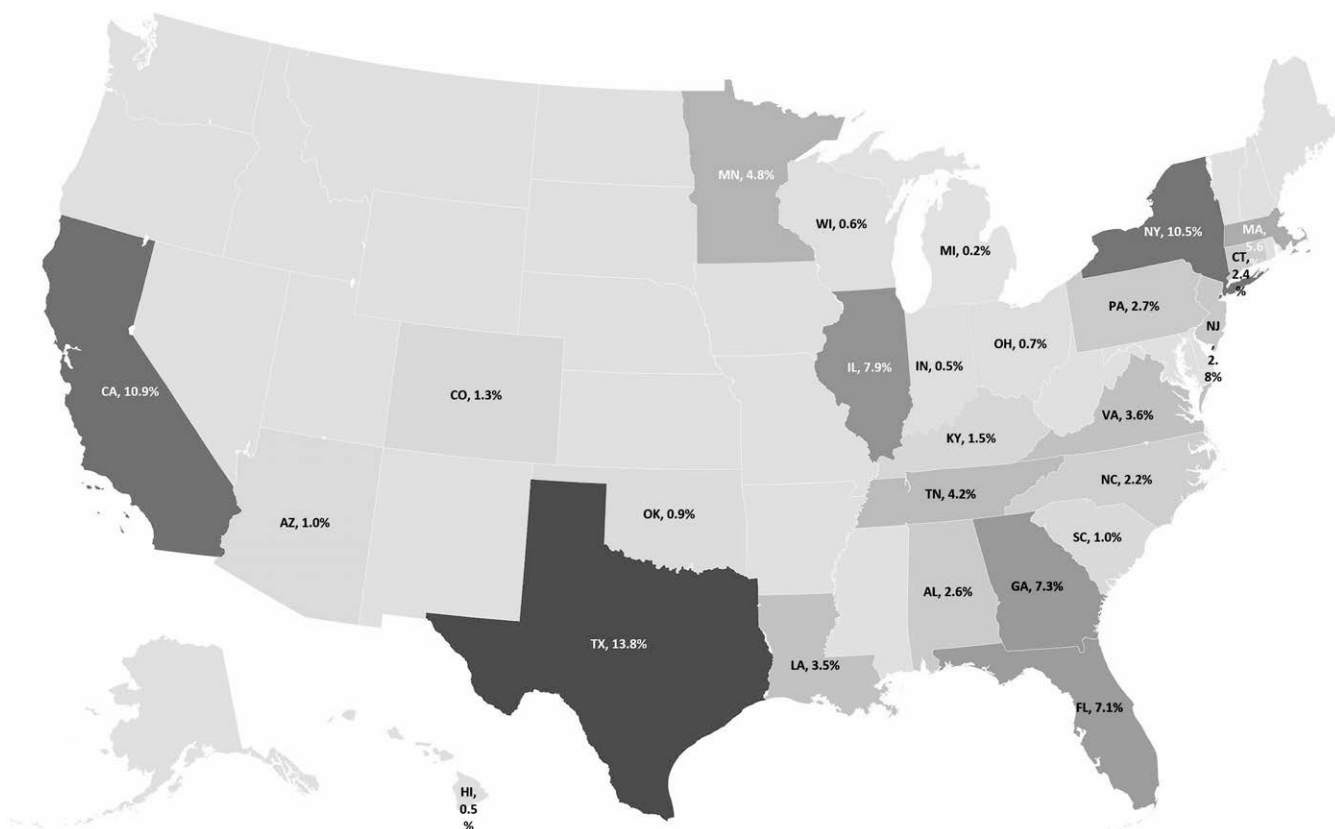 MN, 4.8%
WI, 0.6%
MI, 0.2%
NY, 10.5%
MA,
5.6
CT,
2.4
%
PA, 2.7%
NJ
,
2.
8%
OH, 0.7%
IN, 0.5%
IL, 7.9%
CA, 10.9%
CO, 1.3%
VA, 3.6%
KY, 1.5%
NC, 2.2%
TN, 4.2%
AZ, 1.0%
OK, 0.9%
SC, 1.0%
GA, 7.3%
AL, 2.6%
TX, 13.8%
LA, 3.5%
FL, 7.1%
HI,
0.5
%